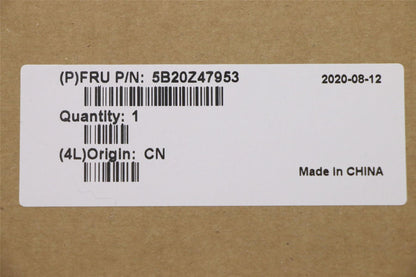 (P)FRU P/N: 5B20Z47953
2020-08-12
Quantity: 1
(4L)Origin: CN
Made in CHINA